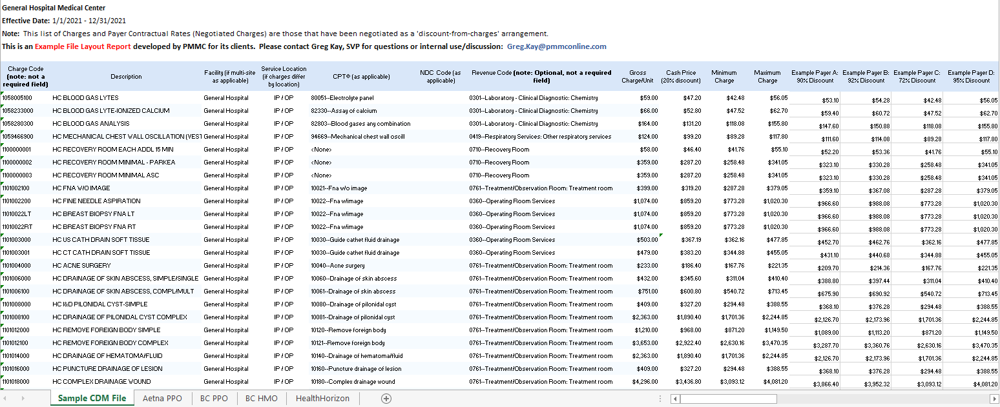 General Hospital Medical Center
Effective Date: 1/1/2021 - 12/31/2021
Note: This list of Charges and Payer Contractual Rates (Negotiated Charges) are those that have been negotiated as a 'discount-from-charges' arrangement.
This is an Example File Layout Report developed by PMMC for its clients. Please contact Greg Kay, SVP for questions or internal use/discussion: Greg.Kay@pmmconline.com
Charge Code (note: not a required field) Description Facility (if multi-site as applicable) Service Location (if charges differ by location) CPT® (as applicable) NDC Code (as applicable) Revenue Code (note: Optional, not a required field) Gross Charge/Unit Cash Price (20% discount) Minimum Charge Maximum Charge Example Payer A: 90% Discount Example Payer B: 92% Discount Example Payer C: 72% Discount Example Payer D: 95% Discount
1058005100 HC BLOOD GAS LYTES General Hospital IP / OP 80051--Electrolyte panel 0301--Laboratory - Clinical Diagnostic: Chemistry $59.00 $47.20 $42.48 $56.05 $53.10 $54.28 $42.48 $56.05
1058233000 HC BLOOD GAS LYTE-IONIZED CALCIUM General Hospital IP / OP 82330--Assay of calcium 0301--Laboratory - Clinical Diagnostic: Chemistry $66.00 $52.80 $47.52 $62.70 $59.40 $60.72 $47.52 $62.70
1058280300 HC BLOOD GAS ANALYSIS General Hospital IP / OP 82803--Blood gases any combination 0301--Laboratory - Clinical Diagnostic: Chemistry $164.00 $131.20 $118.08 $155.80 $147.60 $150.88 $118.08 $155.80
1059466900 HC MECHANICAL CHEST WALL OSCILLATION (VEST General Hospital IP / OP 94669--Mechanical chest wall oscill 0419--Respiratory Services: Other respiratory services $124.00 $99.20 $89.28 $117.80 $111.60 $114.08 $89.28 $117.80
1100000001 HC RECOVERY ROOM EACH ADDL 15 MIN General Hospital IP / OP <None> 0710--Recovery Room $58.00 $46.40 $41.76 $55.10 $52.20 $53.36 $41.76 $55.10
1100000002 HC RECOVERY ROOM MINIMAL - PARKEA General Hospital IP / OP <None> 0710--Recovery Room $359.00 $287.20 $258.48 $341.05 $323.10 $330.28 $258.48 $341.05
1100000003 HC RECOVERY ROOM MINIMAL ASC General Hospital IP / OP <None> 0710--Recovery Room $359.00 $287.20 $258.48 $341.05 $323.10 $330.28 $258.48 $341.05
1101002100 HC FNA W/O IMAGE General Hospital IP / OP 10021--Fna w/o image 0761--Treatment/Observation Room: Treatment room $399.00 $319.20 $287.28 $379.05 $359.10 $367.08 $287.28 $379.05
1101002200 HC FINE NEEDLE ASPIRATION General Hospital IP / OP 10022--Fna w/image 0360--Operating Room Services $1,074.00 $859.20 $773.28 $1,020.30 $966.60 $988.08 $773.28 $1,020.30
11010022LT HC BREAST BIOPSY FNA LT General Hospital IP / OP 10022--Fna w/image 0360--Operating Room Services $1,074.00 $859.20 $773.28 $1,020.30 $966.60 $988.08 $773.28 $1,020.30
11010022RT HC BREAST BIOPSY FNA RT General Hospital IP / OP 10022--Fna w/image 0360--Operating Room Services $1,074.00 $859.20 $773.28 $1,020.30 $966.60 $988.08 $773.28 $1,020.30
1101003000 HC US CATH DRAIN SOFT TISSUE General Hospital IP / OP 10030--Guide cathet fluid drainage 0360--Operating Room Services $503.00 $367.19 $362.16 $477.85 $452.70 $462.76 $362.16 $477.85
1101003001 HC CT CATH DRAIN SOFT TISSUE General Hospital IP / OP 10030--Guide cathet fluid drainage 0360--Operating Room Services $479.00 $383.20 $344.88 $455.05 $431.10 $440.68 $344.88 $455.05
1101004000 HC ACNE SURGERY General Hospital IP / OP 10040--Acne surgery 0761--Treatment/Observation Room: Treatment room $233.00 $186.40 $167.76 $221.35 $209.70 $214.36 $167.76 $221.35
1101006000 HC DRAINAGE OF SKIN ABSCESS, SIMPLE/SINGLE General Hospital IP / OP 10060--Drainage of skin abscess 0761--Treatment/Observation Room: Treatment room $432.00 $345.60 $311.04 $410.40 $388.80 $397.44 $311.04 $410.40
1101006100 HC DRAINAGE OF SKIN ABSCESS, COMPL/MULT General Hospital IP / OP 10061--Drainage of skin abscess 0761--Treatment/Observation Room: Treatment room $751.00 $600.80 $540.72 $713.45 $675.90 $690.92 $540.72 $713.45
1101008000 HC I&D PILONIDAL CYST-SIMPLE General Hospital IP / OP 10080--Drainage of pilonidal cyst 0761--Treatment/Observation Room: Treatment room $409.00 $327.20 $294.48 $388.55 $368.10 $376.28 $294.48 $388.55
1101008100 HC DRAINAGE OF PILONIDAL CYST COMPLEX General Hospital IP / OP 10081--Drainage of pilonidal cyst 0761--Treatment/Observation Room: Treatment room $2,363.00 $1,890.40 $1,701.36 $2,244.85 $2,126.70 $2,173.96 $1,701.36 $2,244.85
1101012000 HC REMOVE FOREIGN BODY SIMPLE General Hospital IP / OP 10120--Remove foreign body 0761--Treatment/Observation Room: Treatment room $1,210.00 $968.00 $871.20 $1,149.50 $1,089.00 $1,113.20 $871.20 $1,149.50
1101012100 HC REMOVE FOREIGN BODY COMPLEX General Hospital IP / OP 10121--Remove foreign body 0761--Treatment/Observation Room: Treatment room $3,653.00 $2,922.40 $2,630.16 $3,470.35 $3,287.70 $3,360.76 $2,630.16 $3,470.35
1101014000 HC DRAINAGE OF HEMATOMA/FLUID General Hospital IP / OP 10140--Drainage of hematoma/fluid 0761--Treatment/Observation Room: Treatment room $2,363.00 $1,890.40 $1,701.36 $2,244.85 $2,126.70 $2,173.96 $1,701.36 $2,244.85
1101016000 HC PUNCTURE DRAINAGE OF LESION General Hospital IP / OP 10160--Puncture drainage of lesion 0761--Treatment/Observation Room: Treatment room $409.00 $327.20 $294.48 $388.55 $368.10 $376.28 $294.48 $388.55
1101018000 HC COMPLEX DRAINAGE WOUND General Hospital IP / OP 10180--Complex drainage wound 0761--Treatment/Observation Room: Treatment room $4,296.00 $3,436.80 $3,093.12 $4,081.20 $3,866.40 $3,952.32 $3,093.12 $4,081.20
Sample CDM File Aetna PPO BC PPO BC HMO HealthHorizon